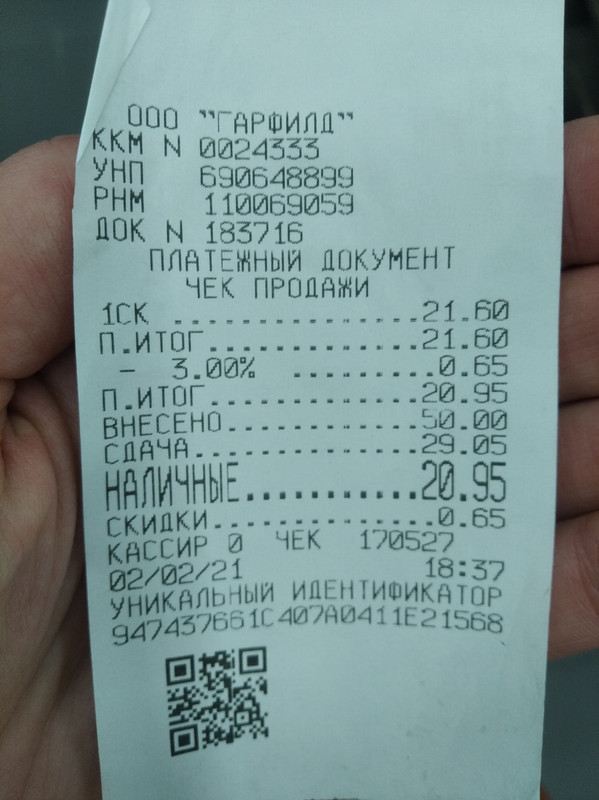 ООО "ГАРФИЛД"
ККМ N 0024333
УНП 690648899
РНМ 110069059
ДОК N 183716
ПЛАТЕЖНЫЙ ДОКУМЕНТ
ЧЕК ПРОДАЖИ
1СК ................21.60
П.ИТОГ..............21.60
- 3.00% ..........0.65
П.ИТОГ..............20.95
ВНЕСЕНО.............50.00
СДАЧА...............29.05
НАЛИЧНЫЕ............20.95
СКИДКИ..............0.65
КАССИР 0 ЧЕК 170527
02/02/21 18:37
УНИКАЛЬНЫЙ ИДЕНТИФИКАТОР
947437661C407A0411E21568